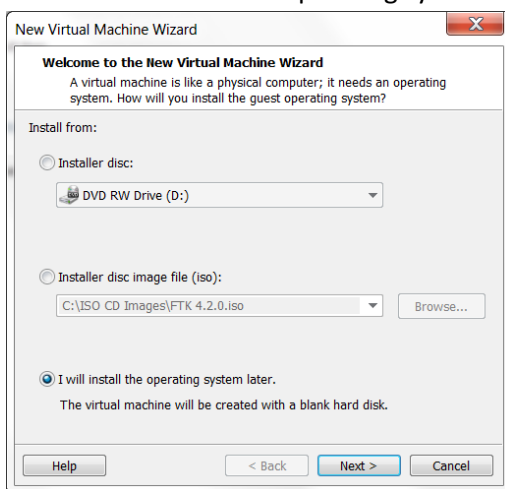 New Virtual Machine Wizard
Welcome to the New Virtual Machine Wizard
A virtual machine is like a physical computer; it needs an operating
system. How will you install the guest operating system?
Install from:
Installer disc:
DVD RW Drive (D:)
Installer disc image file (iso):
C:\ISO CD Images\FTK 4.2.0.iso
Browse...
I will install the operating system later.
The virtual machine will be created with a blank hard disk.
Help < Back Next > Cancel